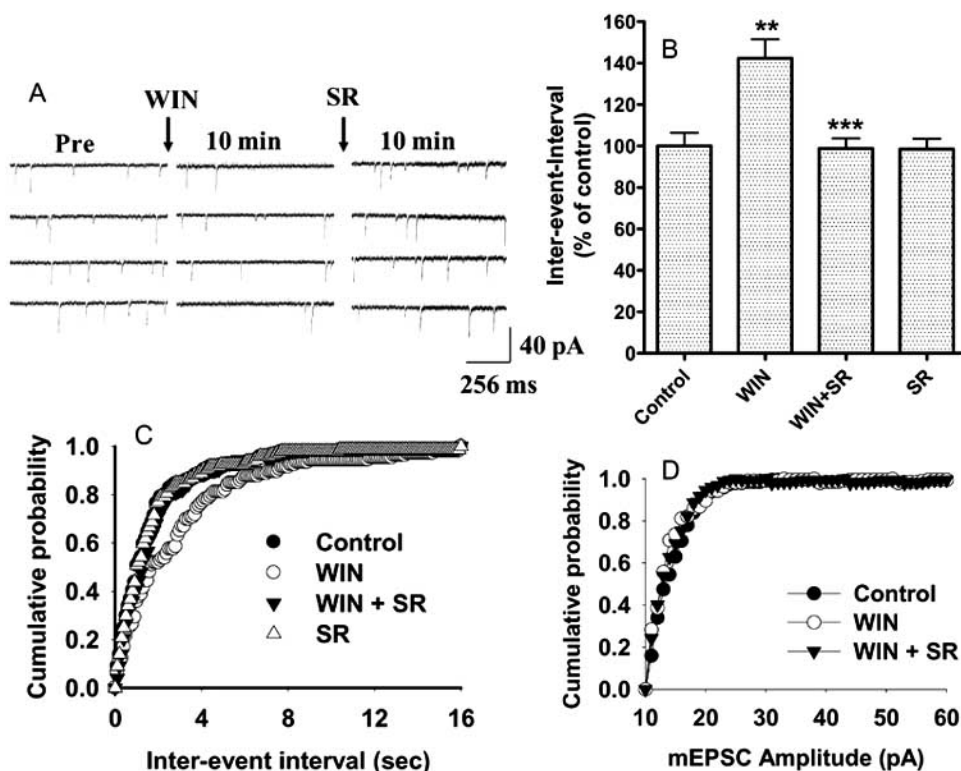 A
WIN
SR
Pre
10 min
10 min
40 pA
256 ms
B
Inter-event-Interval
(% of control)
160
140
120
100
80
60
40
20
0
**
***
Control
WIN
WIN+SR
SR
C
Cumulative probability
1.0
0.8
0.6
0.4
0.2
0.0
Control
WIN
WIN + SR
SR
0
4
8
12
16
Inter-event interval (sec)
D
Cumulative probability
1.0
0.8
0.6
0.4
0.2
0.0
Control
WIN
WIN + SR
10
20
30
40
50
60
mEPSC Amplitude (pA)